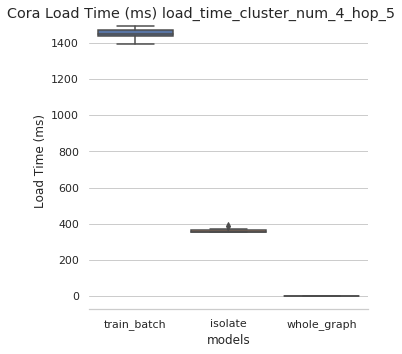 Cora Load Time (ms) load_time_cluster_num_4_hop_5
1400
1200
1000
800
600
400
200
0
Load Time (ms)
train_batch isolate whole_graph
models